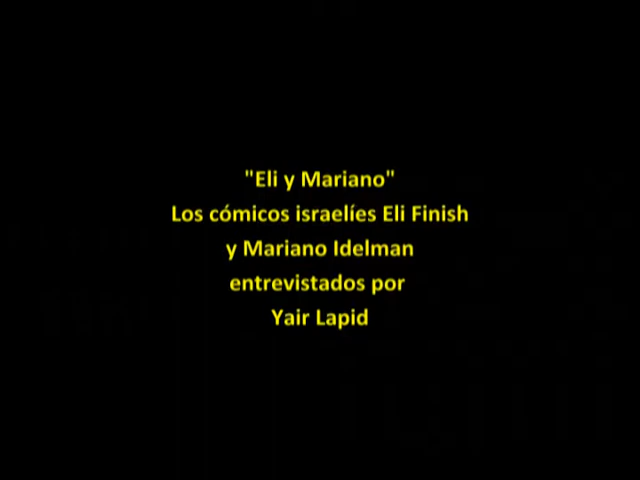 "Eli y Mariano"
Los cómicos israelíes Eli Finish
y Mariano Idelman
entrevistados por
Yair Lapid